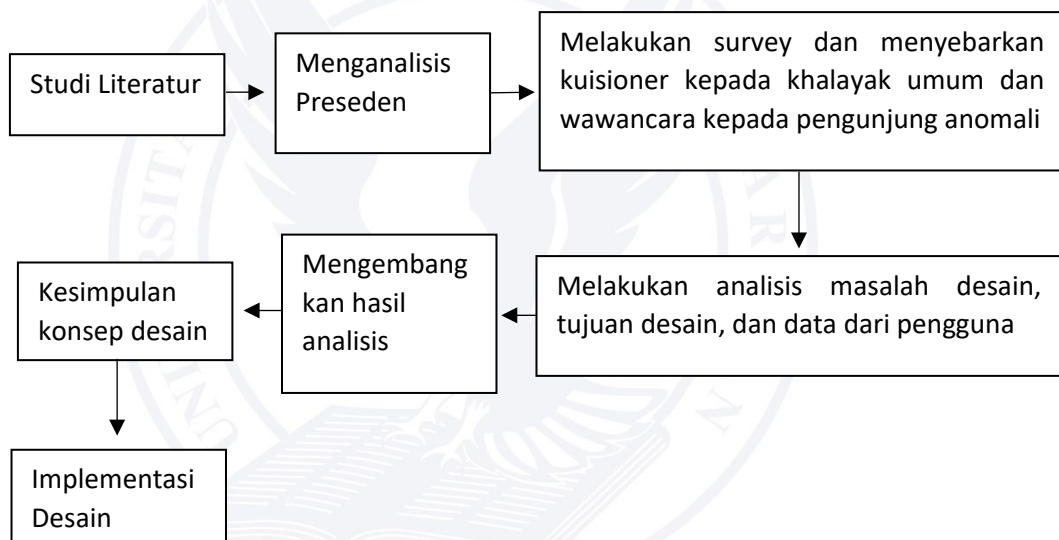 Studi Literatur
Menganalisis
Preseden
Melakukan survey dan menyebarkan
kuisioner kepada khalayak umum dan
wawancara kepada pengunjung anomali
Melakukan analisis masalah desain,
tujuan desain, dan data dari pengguna
Mengembang
kan hasil
analisis
Kesimpulan
konsep desain
Implementasi
Desain